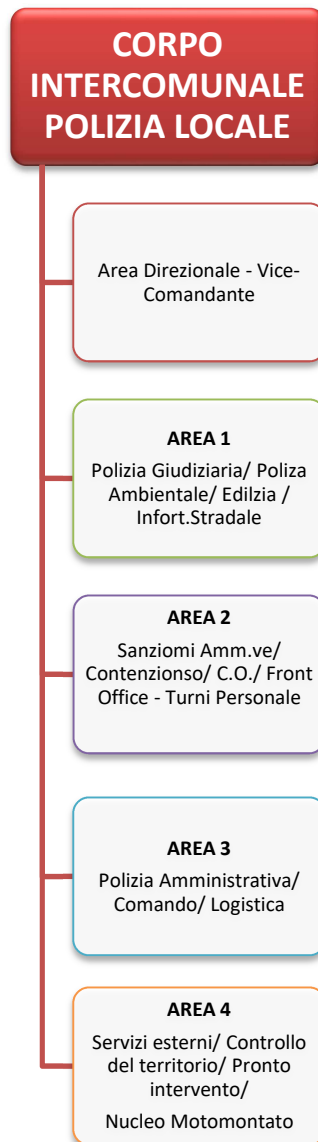 CORPO
INTERCOMUNALE
POLIZIA LOCALE
Area Direzionale - Vice-
Comandante
AREA 1
Polizia Giudiziaria/ Poliza
Ambientale/ Edilzia /
Infort.Stradale
AREA 2
Sanziomi Amm.ve/
Contenzionso/ C.O./ Front
Office - Turni Personale
AREA 3
Polizia Amministrativa/
Comando/ Logistica
AREA 4
Servizi esterni/ Controllo
del territorio/ Pronto
intervento/
Nucleo Motomontato